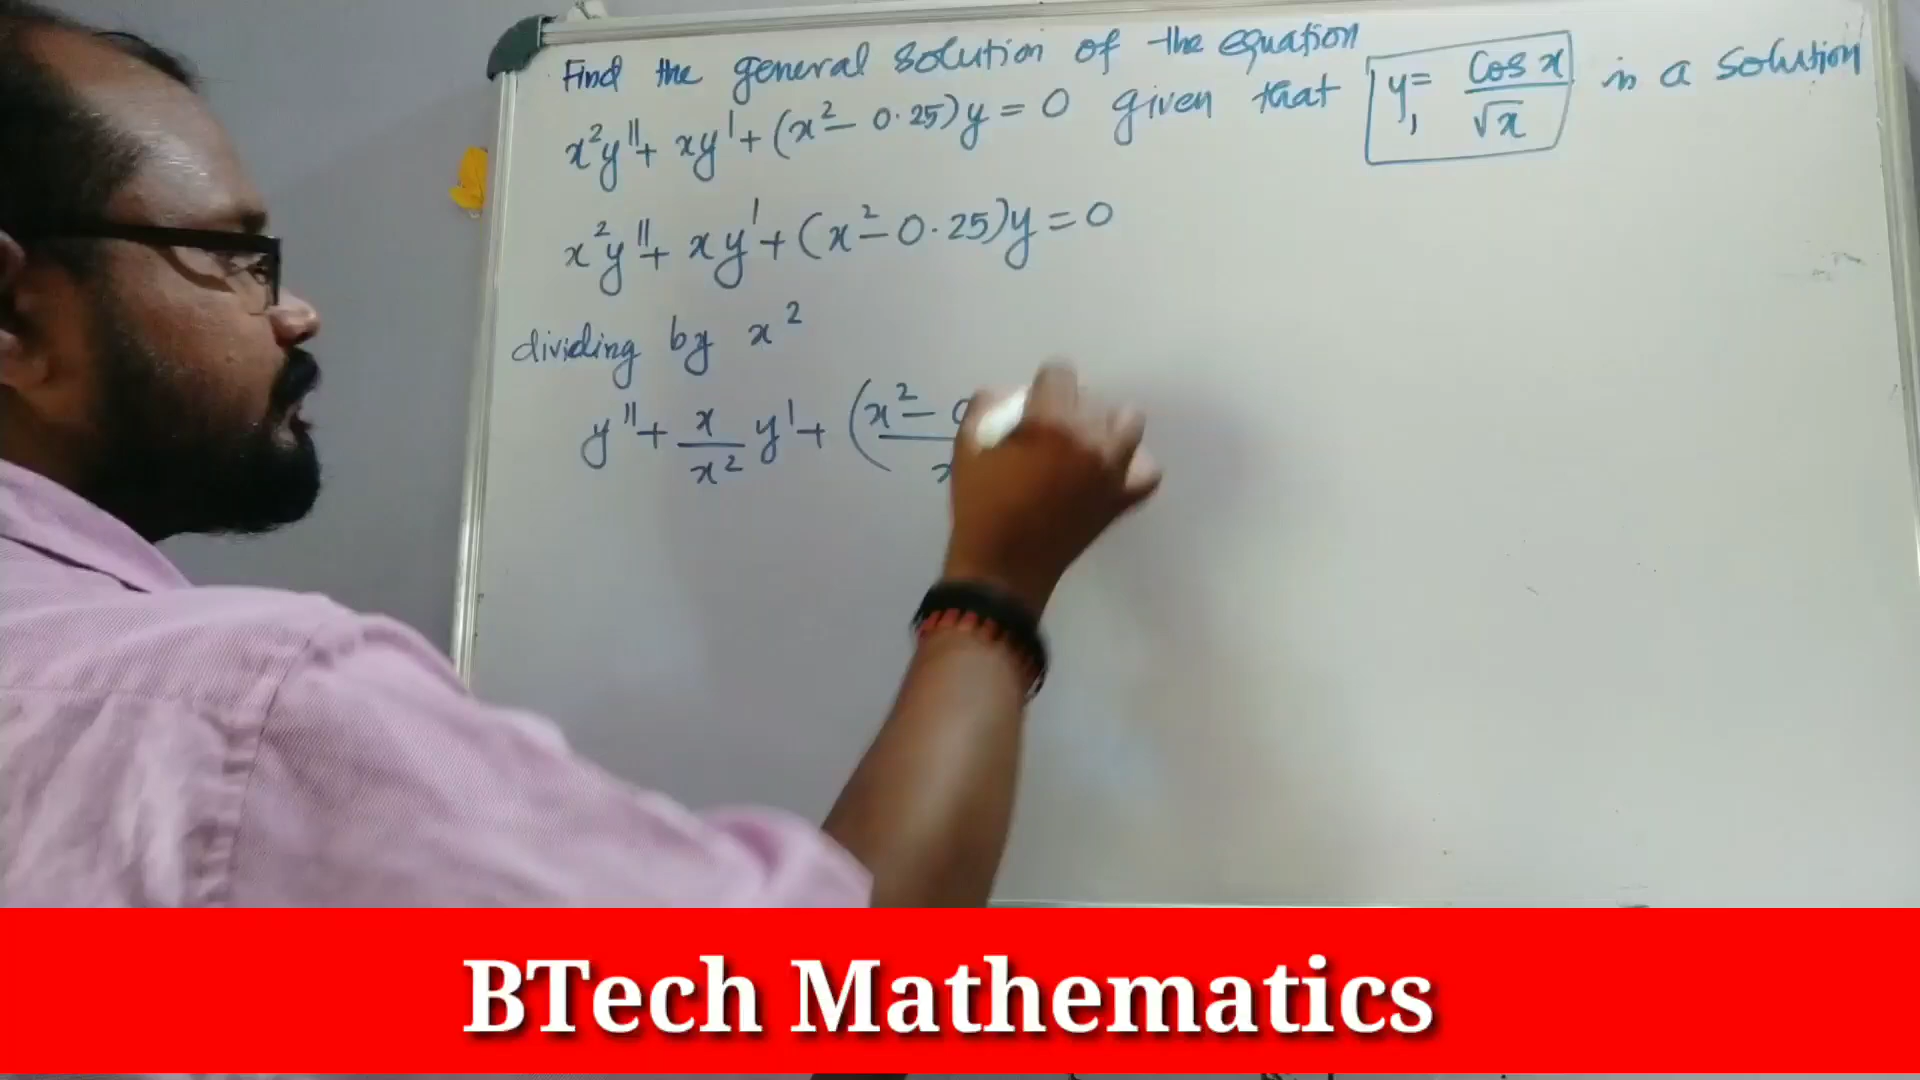 Find the general solution of the equation
x²y'' + xy' + (x² - 0.25)y = 0 given that y₁ = cos x / √x is a solution
x²y'' + xy' + (x² - 0.25)y = 0
dividing by x²
y'' + x/x² y' + (x² -
BTech Mathematics